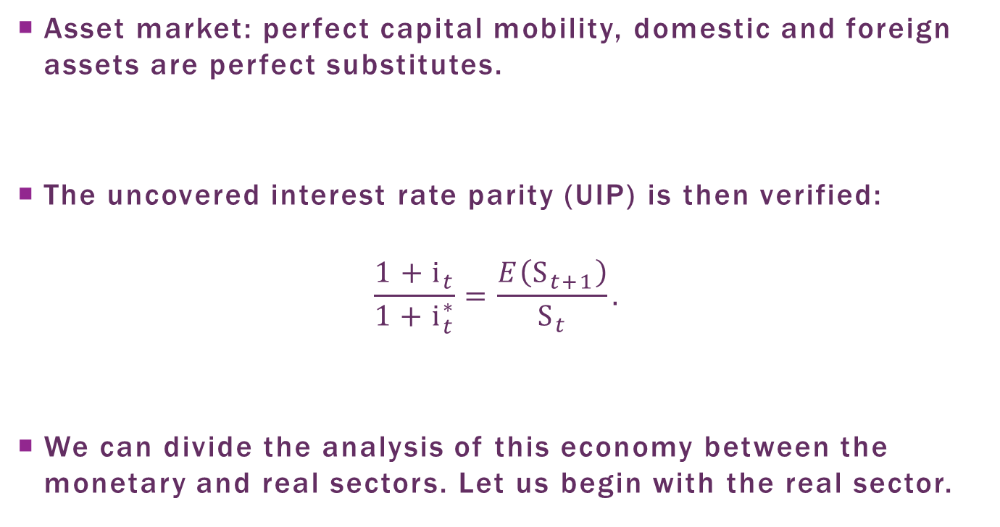 ▪ Asset market: perfect capital mobility, domestic and foreign
assets are perfect substitutes.
▪ The uncovered interest rate parity (UIP) is then verified:
$\frac{1 + \mathrm{i}_t}{1 + \mathrm{i}_t^*} = \frac{E(\mathrm{S}_{t+1})}{\mathrm{S}_t}.$
▪ We can divide the analysis of this economy between the
monetary and real sectors. Let us begin with the real sector.